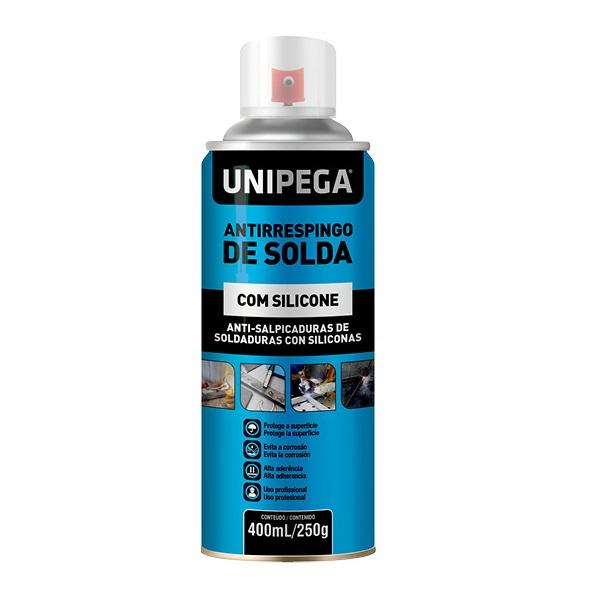 UNIPEGA®
ANTIRRESPINGO
DE SOLDA
COM SILICONE
ANTI-SALPICADURAS DE
SOLDADURAS CON SILICONAS
Protege a superfície
Protege la superficie
Evita a corrosão
Evita la corrosión
Alta aderência
Alta adherencia
Uso profissional
Uso profesional
CONTEÚDO / CONTENIDO
400mL/250g